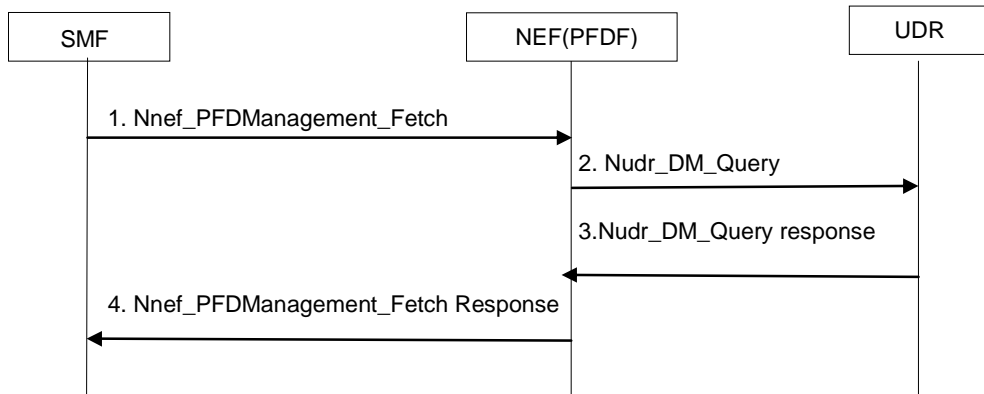 SMF
NEF(PFDF)
UDR
1. Nnef_PFDManagement_Fetch
2. Nudr_DM_Query
3.Nudr_DM_Query response
4. Nnef_PFDManagement_Fetch Response